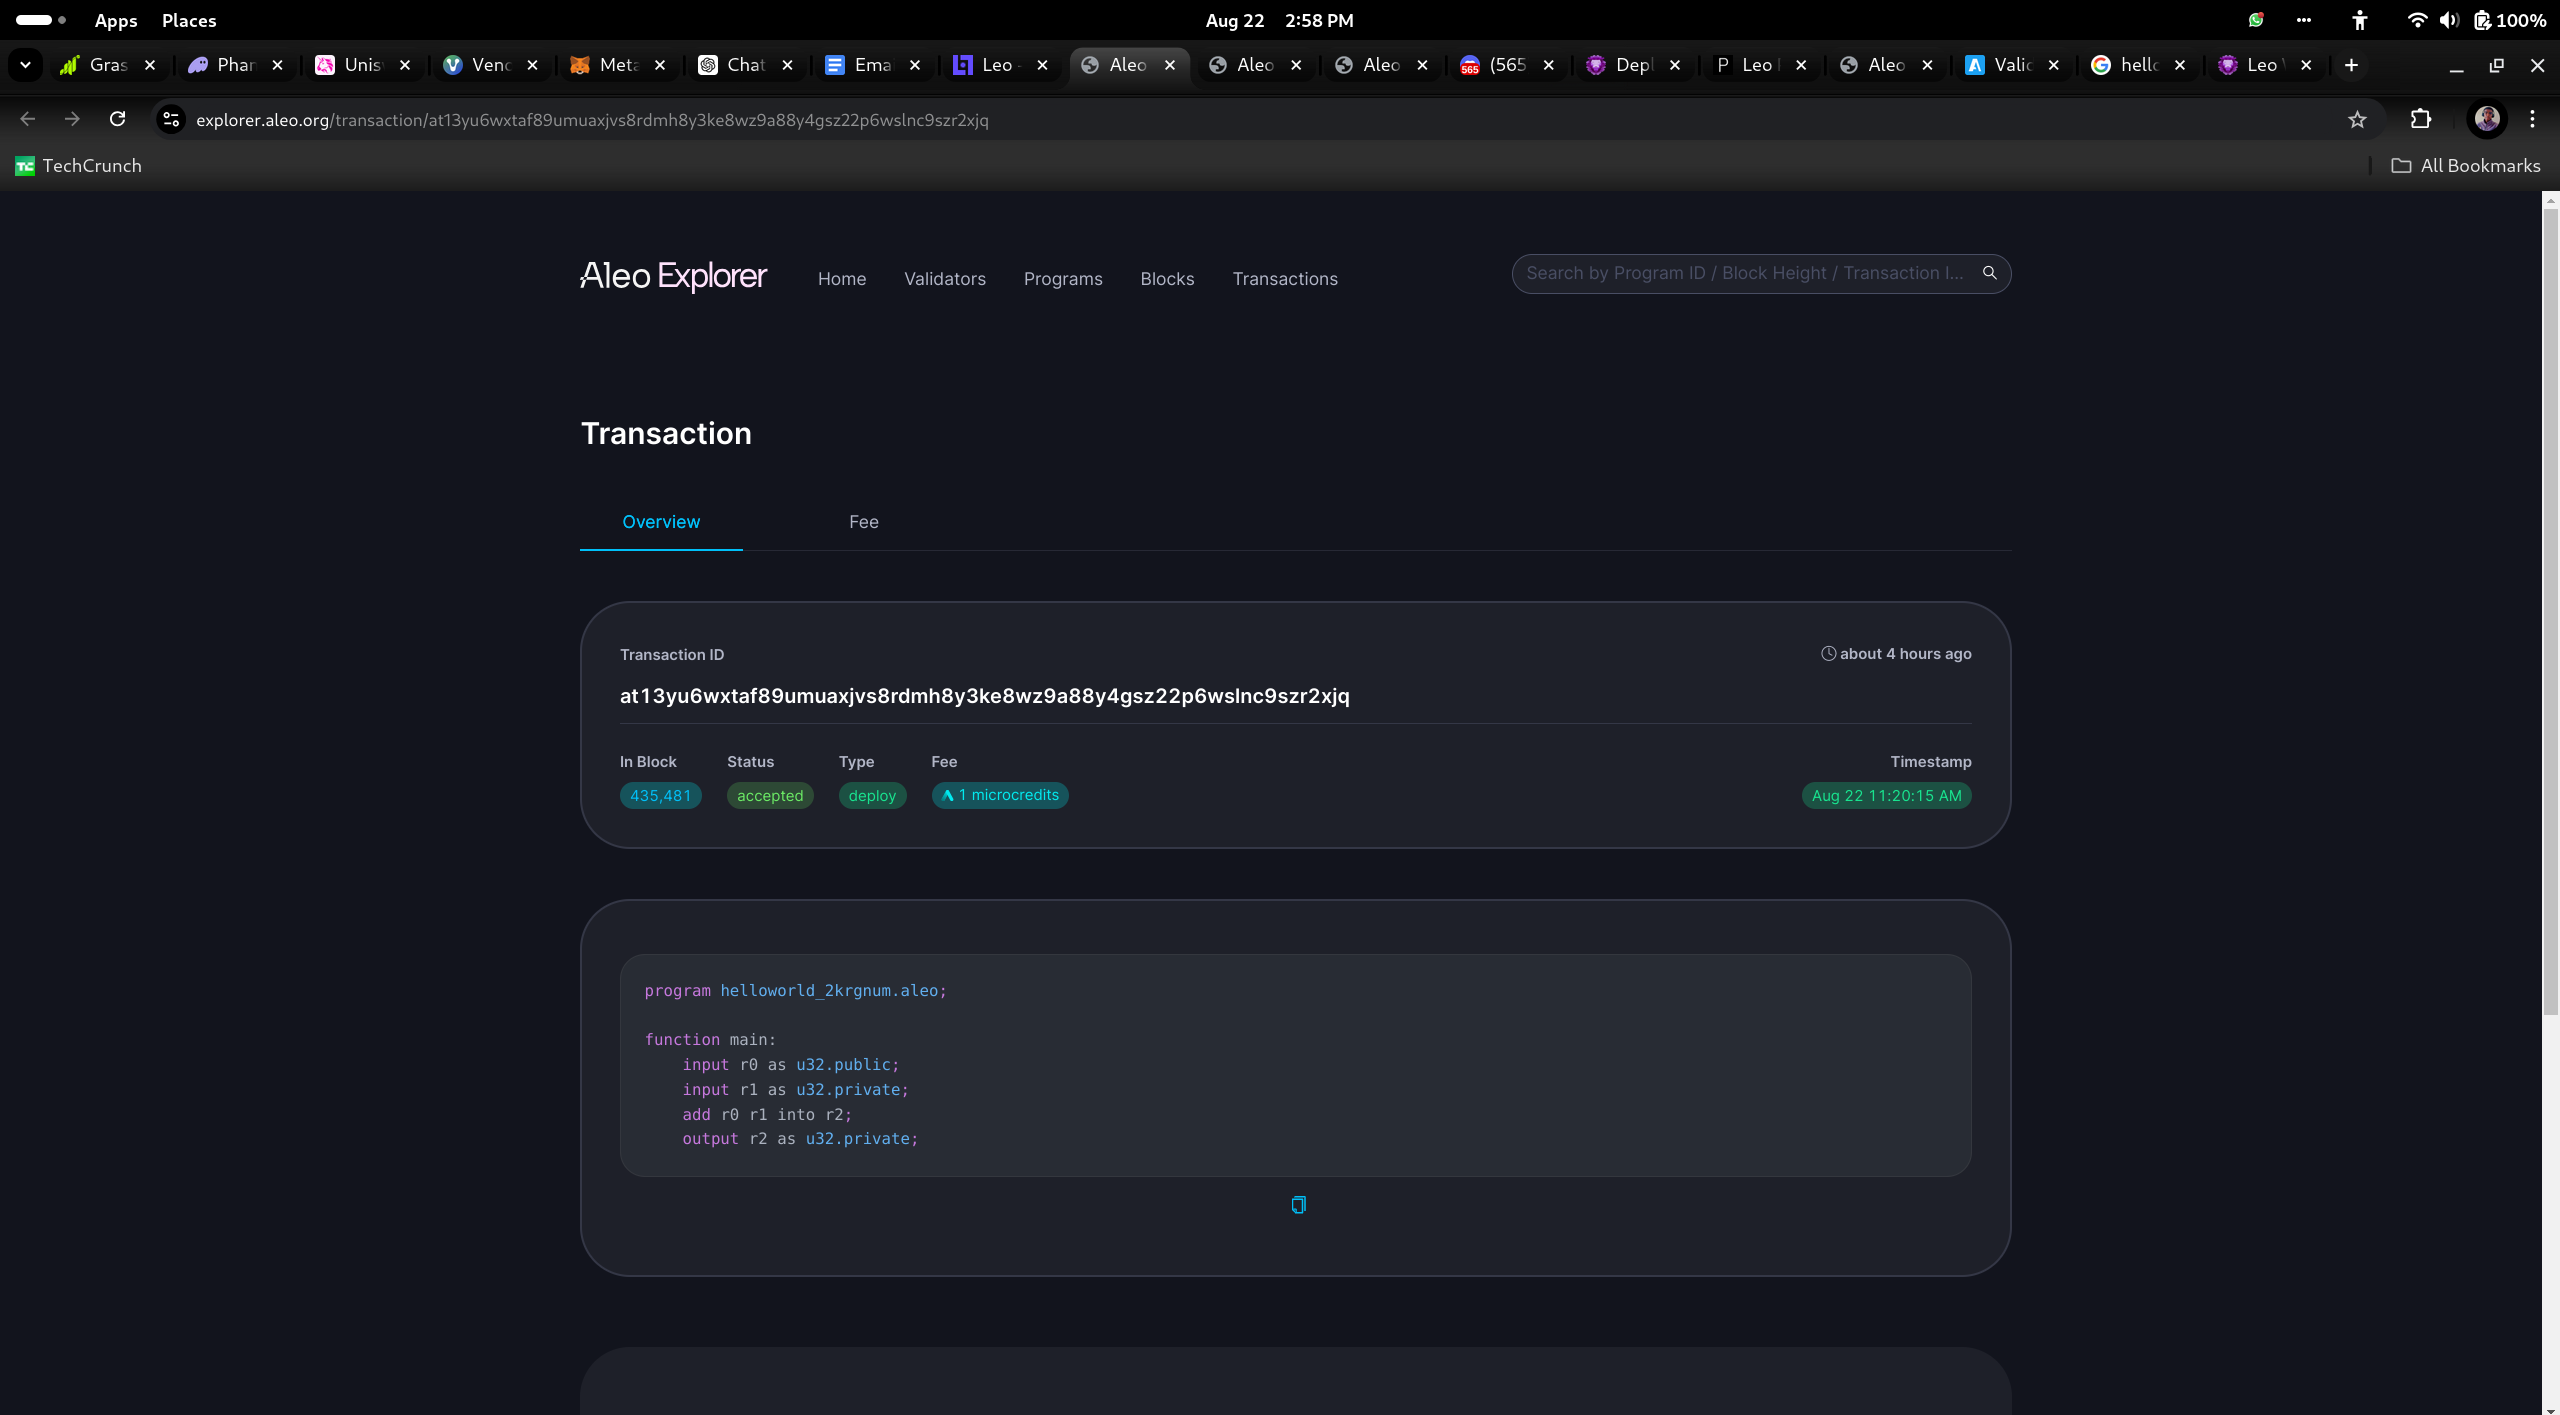 Apps Places Aug 22 2:58 PM 100%
Gras Phan Unis Venc Meta Chat Ema Leo - Aleo Aleo Aleo (565 Depl Leo Aleo Valid hello Leo
explorer.aleo.org/transaction/at13yu6wxtaf89umuaxjvs8rdmh8y3ke8wz9a88y4gsz22p6wslnc9szr2xjq
TechCrunch All Bookmarks
Aleo Explorer Home Validators Programs Blocks Transactions Search by Program ID / Block Height / Transaction I...
Transaction
Overview Fee
Transaction ID about 4 hours ago
at13yu6wxtaf89umuaxjvs8rdmh8y3ke8wz9a88y4gsz22p6wslnc9szr2xjq
In Block Status Type Fee Timestamp
435,481 accepted deploy 1 microcredits Aug 22 11:20:15 AM
program helloworld_2krgnum.aleo;
function main:
input r0 as u32.public;
input r1 as u32.private;
add r0 r1 into r2;
output r2 as u32.private;